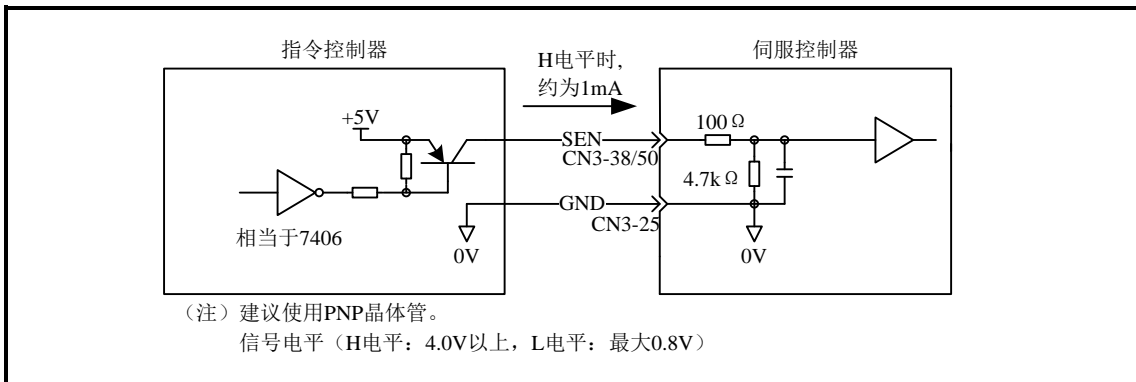 指令控制器
H电平时,
约为1mA
伺服控制器
+5V
SEN
CN3-38/50
100Ω
4.7kΩ
GND
CN3-25
相当于7406
0V
0V
（注）建议使用PNP晶体管。
信号电平（H电平：4.0V以上，L电平：最大0.8V）